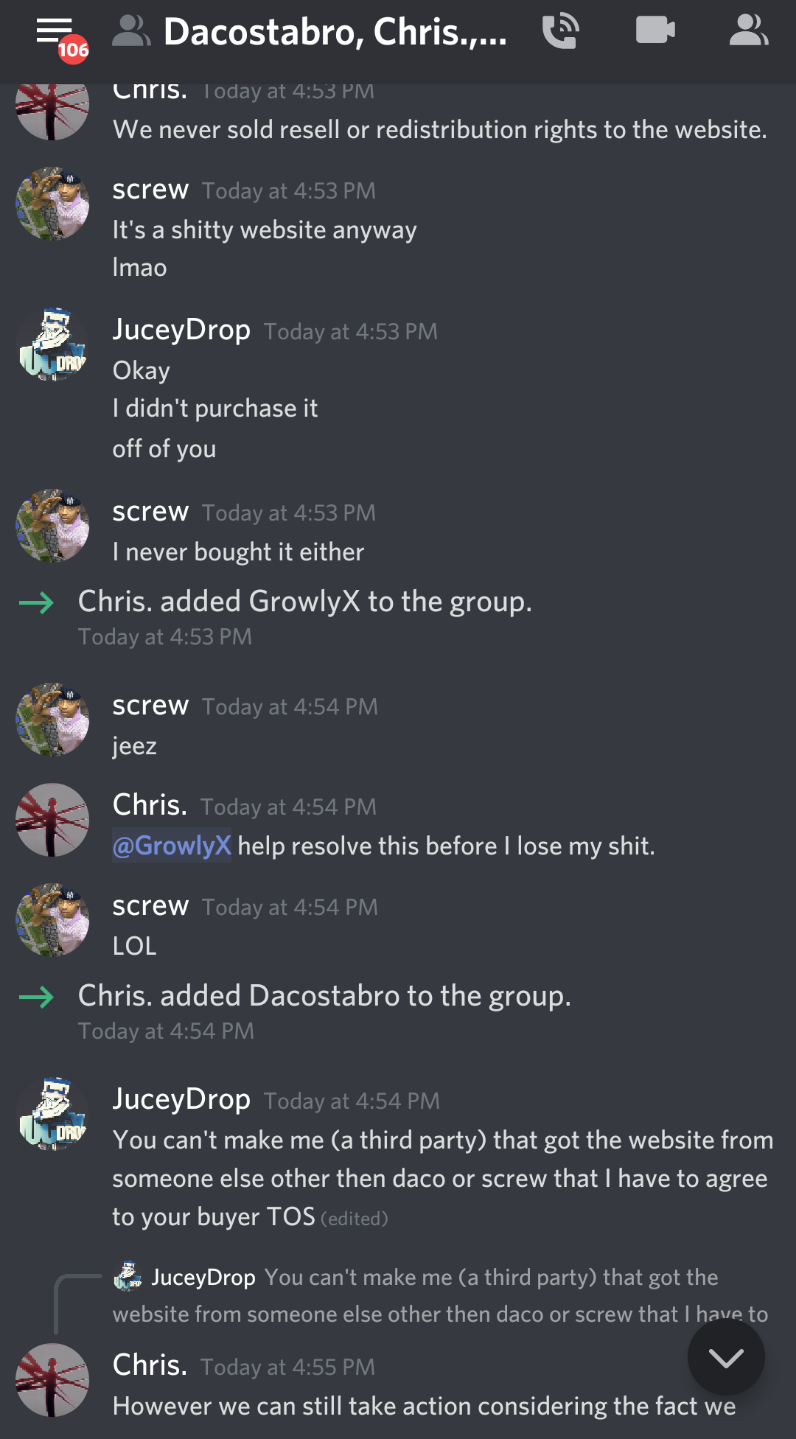 106
Dacostabro, Chris.,...
Chris. Today at 4:53 PM
We never sold resell or redistribution rights to the website.
screw Today at 4:53 PM
It's a shitty website anyway
lmao
JuceyDrop Today at 4:53 PM
Okay
I didn't purchase it
off of you
screw Today at 4:53 PM
I never bought it either
Chris. added GrowlyX to the group.
Today at 4:53 PM
screw Today at 4:54 PM
jeez
Chris. Today at 4:54 PM
@GrowlyX help resolve this before I lose my shit.
screw Today at 4:54 PM
LOL
Chris. added Dacostabro to the group.
Today at 4:54 PM
JuceyDrop Today at 4:54 PM
You can't make me (a third party) that got the website from
someone else other then daco or screw that I have to agree
to your buyer TOS (edited)
JuceyDrop You can't make me (a third party) that got the
website from someone else other then daco or screw that I have to
Chris. Today at 4:55 PM
However we can still take action considering the fact we